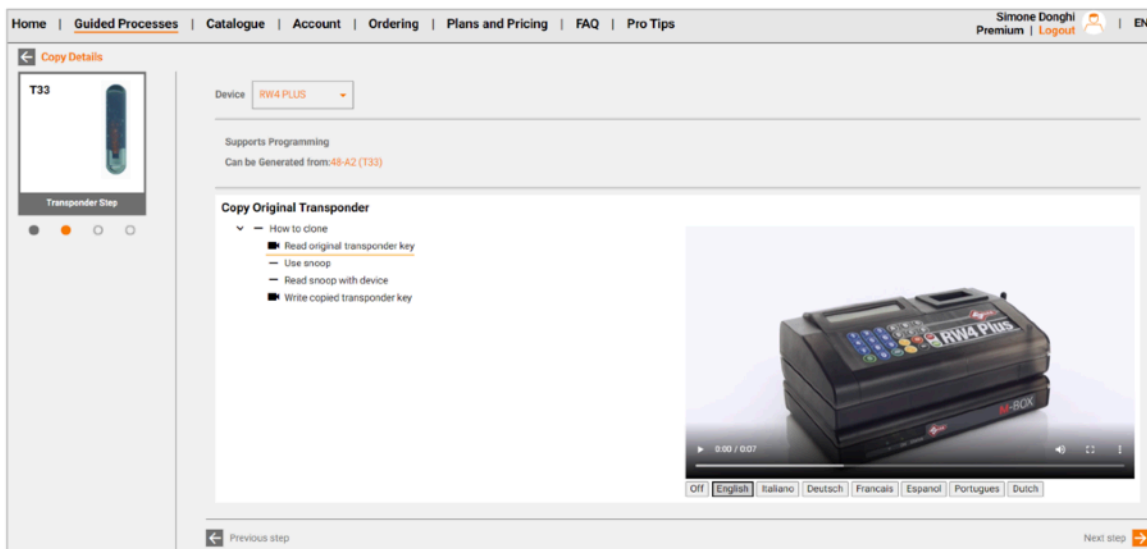 Home | Guided Processes | Catalogue | Account | Ordering | Plans and Pricing | FAQ | Pro Tips
Simone Donghi
Premium | Logout | EN
Copy Details
T33
Transponder Step
Device RW4 PLUS
Supports Programming
Can be Generated from:48-A2 (T33)
Copy Original Transponder
How to clone
Read original transponder key
Use snoop
Read snoop with device
Write copied transponder key
RW4 Plus
M-BOX
0:00 / 0:07
Off English Italiano Deutsch Francais Espanol Portugues Dutch
Previous step
Next step